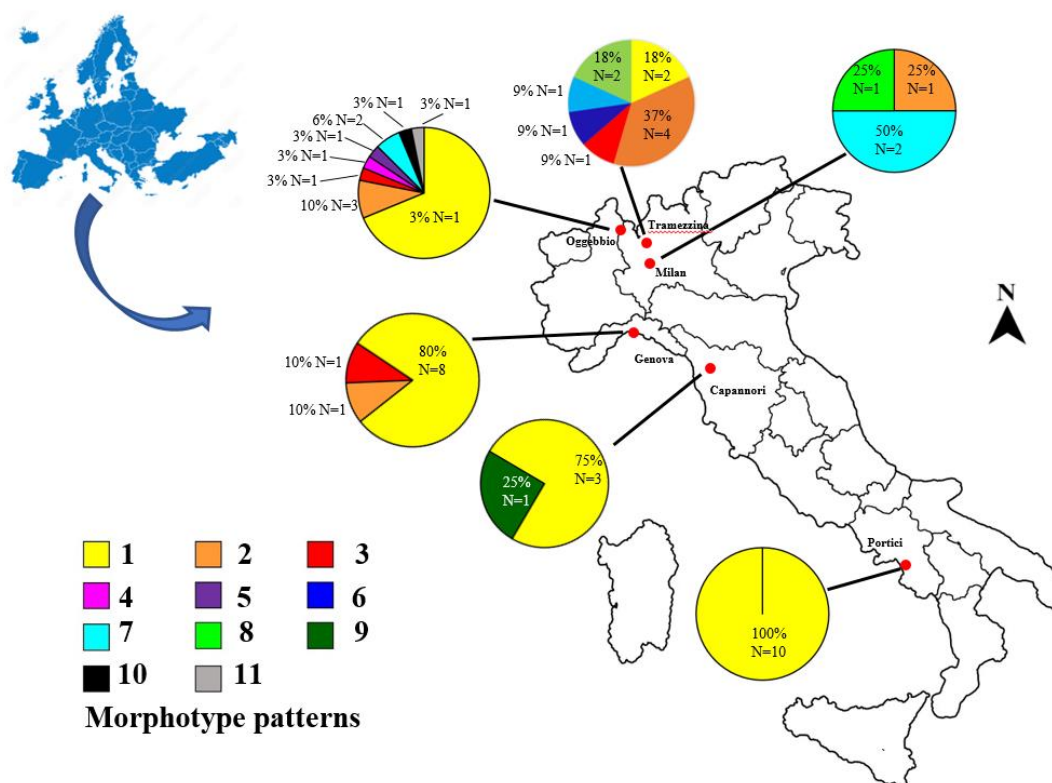 18%
N=2
18%
N=2
9% N=1
37%
N=4
9% N=1
9% N=1
25%
N=1
25%
N=1
50%
N=2
3% N=1
3% N=1
6% N=2
3% N=1
3% N=1
3% N=1
10% N=3
3% N=1
Tramezzina
Oggebbio
Milan
N
80%
N=8
10% N=1
10% N=1
Genova
Capannori
75%
N=3
25%
N=1
Portici
100%
N=10
1 2 3
4 5 6
7 8 9
10 11
Morphotype patterns